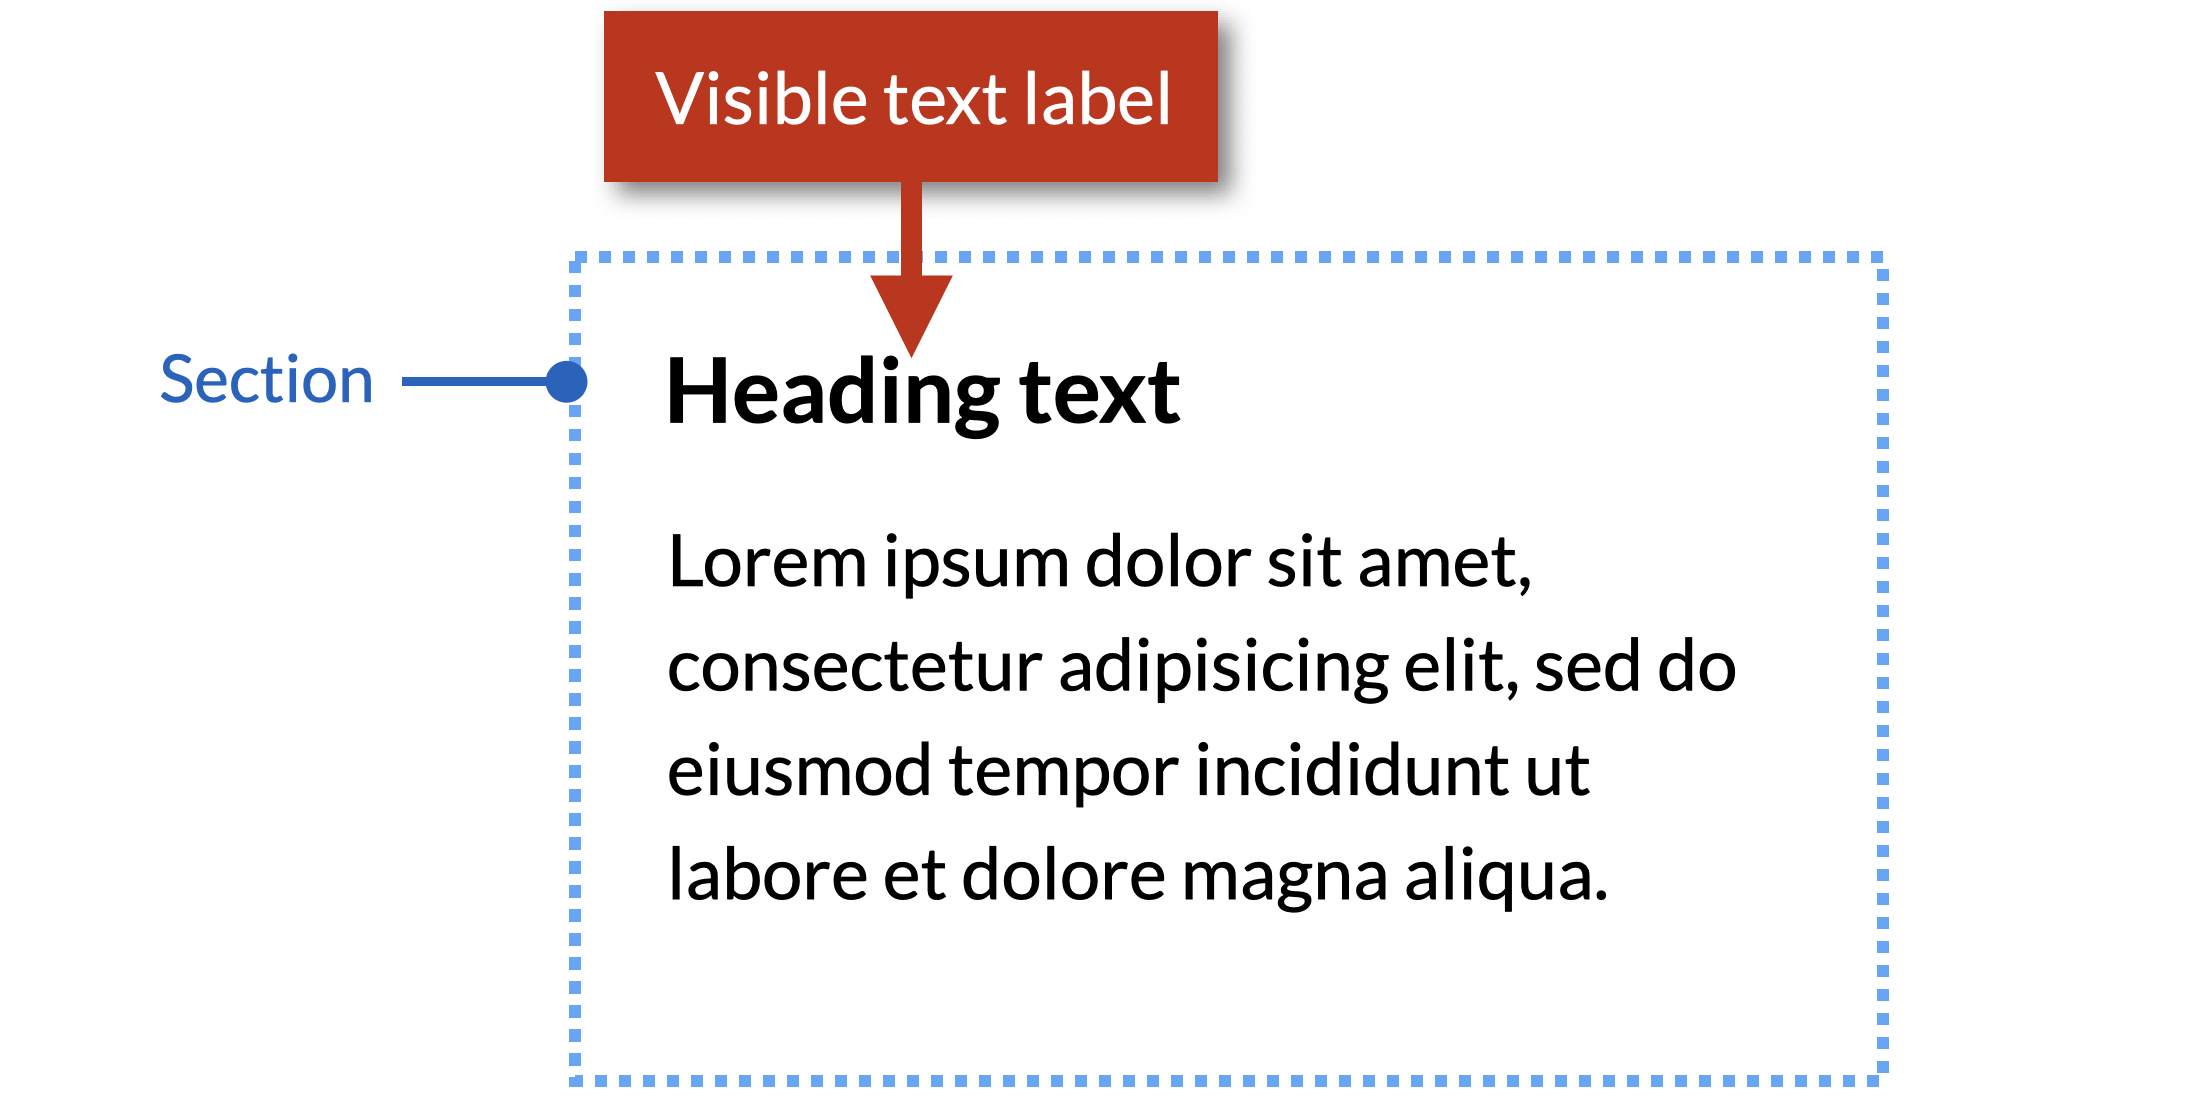 Visible text label
Section
Heading text
Lorem ipsum dolor sit amet,
consectetur adipisicing elit, sed do
eiusmod tempor incididunt ut
labore et dolore magna aliqua.